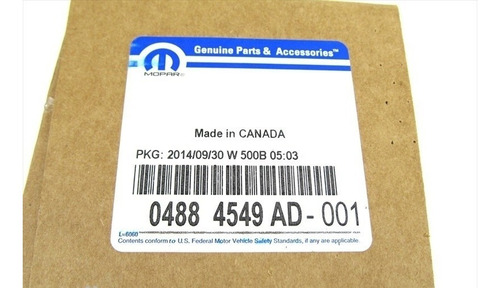 Genuine Parts & Accessories™
MOPAR®
Made in CANADA
PKG: 2014/09/30 W 500B 05:03
0488 4549 AD-001
L-6060
Contents conform to U.S. Federal Motor Vehicle Safety Standards, if any are applicable.